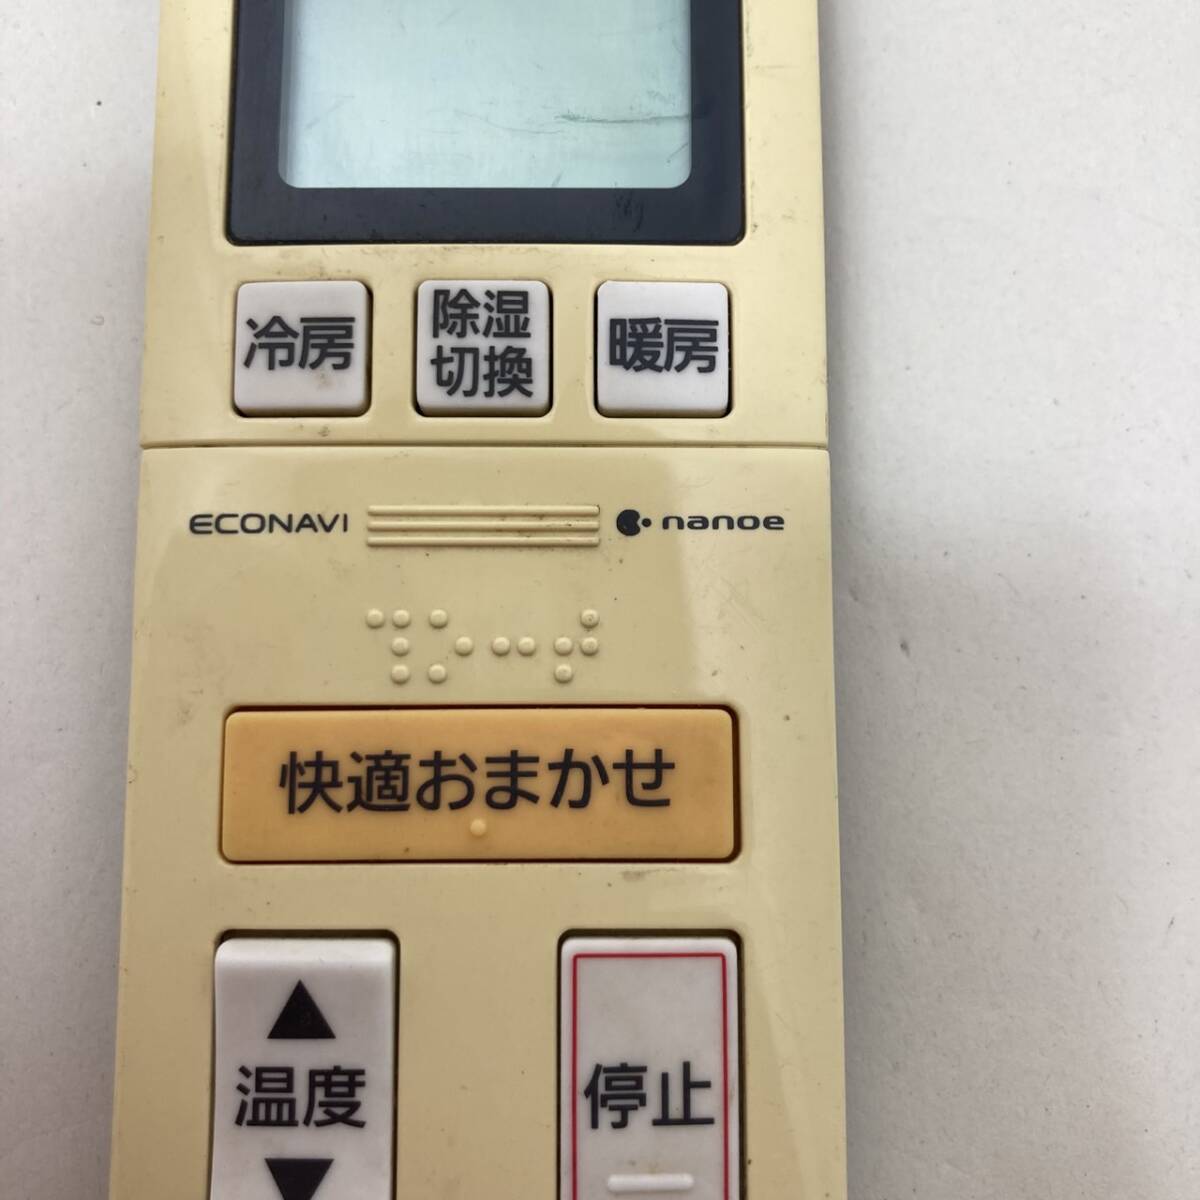 冷房
除湿
切換
暖房
ECONAVI
nanoe
快適おまかせ
温度
停止